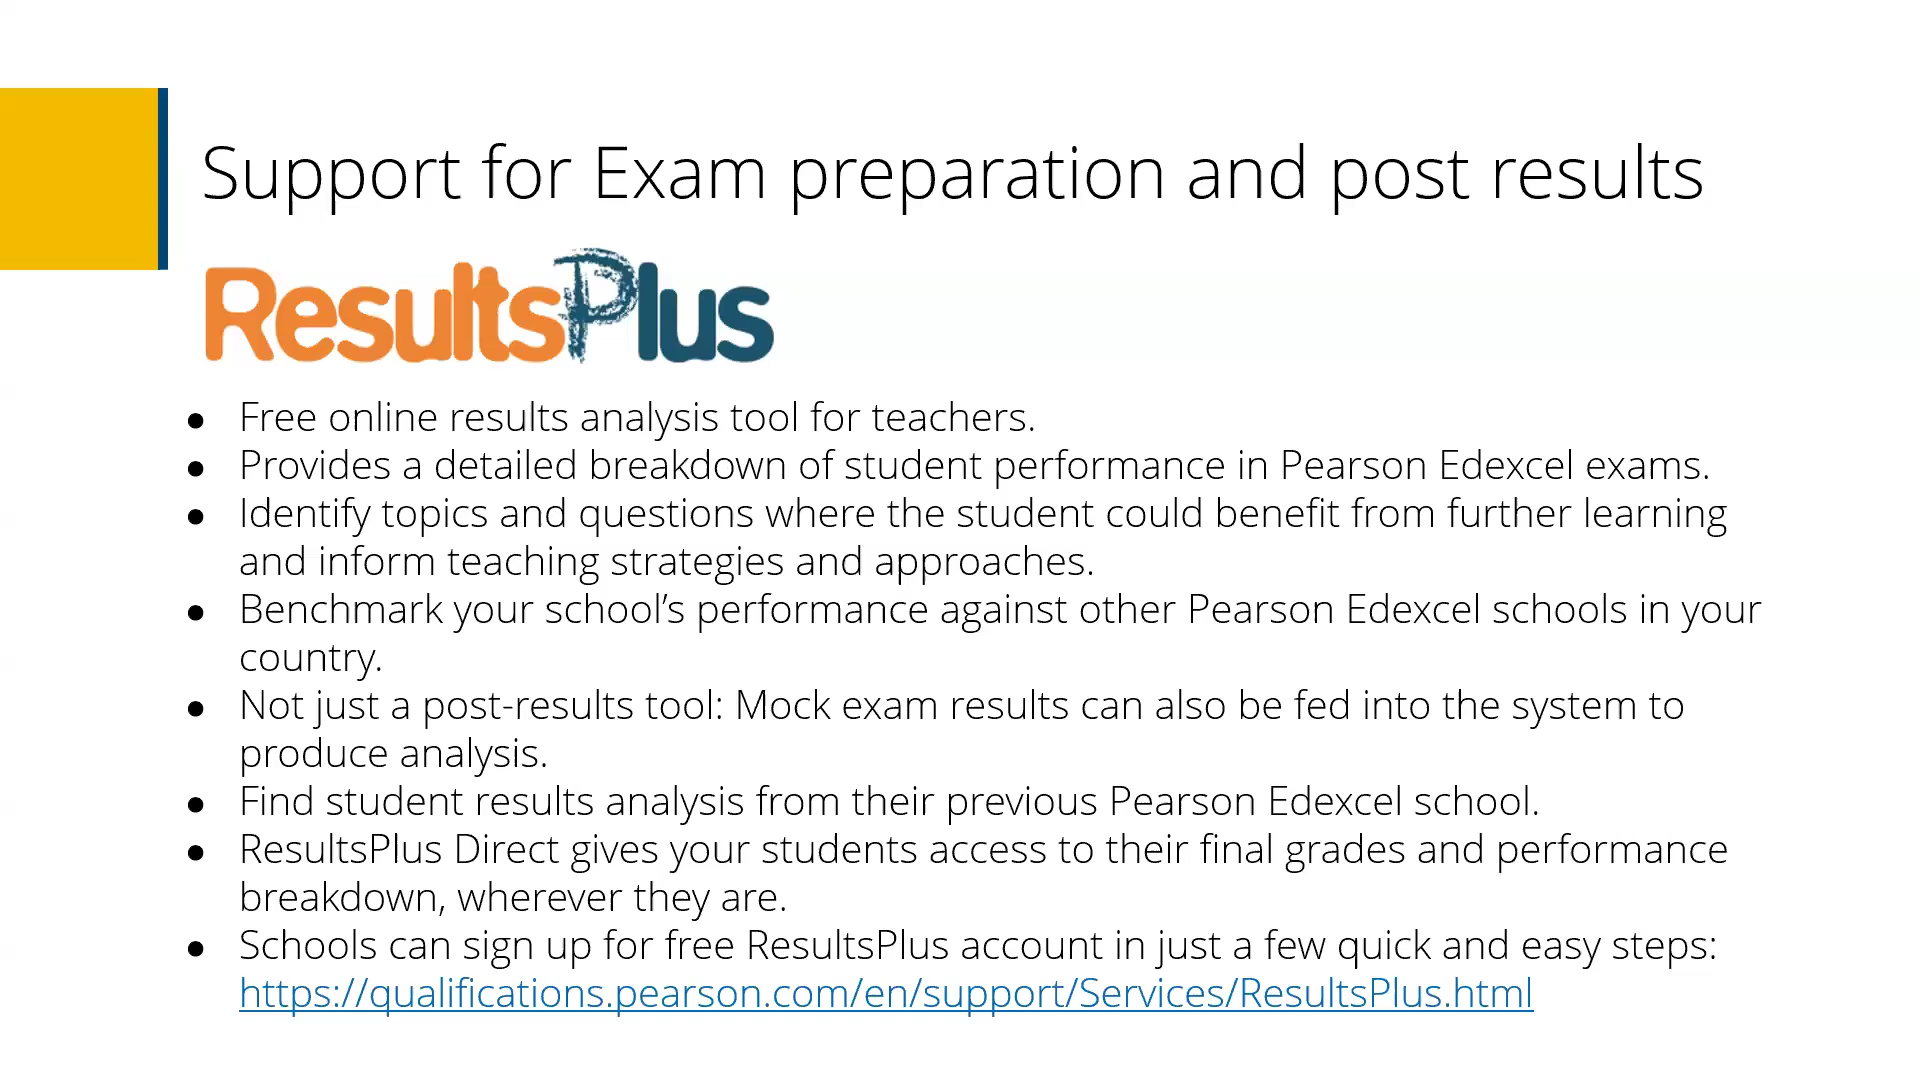 Support for Exam preparation and post results
ResultsPlus
● Free online results analysis tool for teachers.
● Provides a detailed breakdown of student performance in Pearson Edexcel exams.
● Identify topics and questions where the student could benefit from further learning
and inform teaching strategies and approaches.
● Benchmark your school’s performance against other Pearson Edexcel schools in your
country.
● Not just a post-results tool: Mock exam results can also be fed into the system to
produce analysis.
● Find student results analysis from their previous Pearson Edexcel school.
● ResultsPlus Direct gives your students access to their final grades and performance
breakdown, wherever they are.
● Schools can sign up for free ResultsPlus account in just a few quick and easy steps:
https://qualifications.pearson.com/en/support/Services/ResultsPlus.html